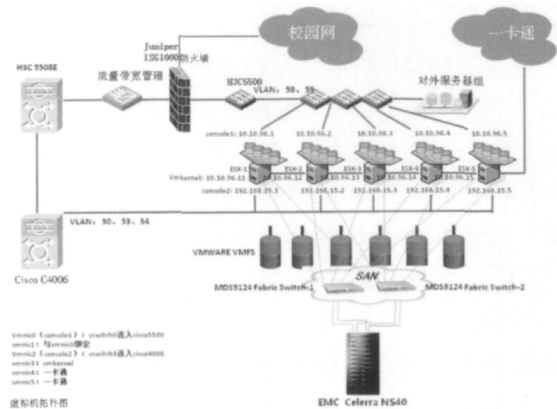 校园网
一卡通
Juniper
ISG1000防火墙
H3C 9508E
流量带宽管理
H3C5500
VLAN: 58、59
对外服务器组
console1: 10.10.96.1
10.10.96.2
10.10.96.3
10.10.96.4
10.10.96.5
ESX-1
ESX-2
ESX-3
ESX-4
ESX-5
Vmkernel: 10.10.96.11
10.10.96.12
10.10.96.13
10.10.96.14
10.10.96.15
console2: 192.168.15.1
192.168.15.2
192.168.15.3
192.168.15.4
192.168.15.5
VLAN: 50、53、54
Cisco C4006
VMWARE VMFS
SAN
MDS9124 Fabric Switch-1
MDS9124 Fabric Switch-2
Vmnic0（console1）: vswitch0连入cisco5500
vmnic1: 与vmnic0绑定
Vmnic2（console2）: vswitch3连入cisco4006
vmnic3: vmkernel
vmnic4: 一卡通
vmnic5: 一卡通
虚拟机拓扑图
EMC Celerra NS40